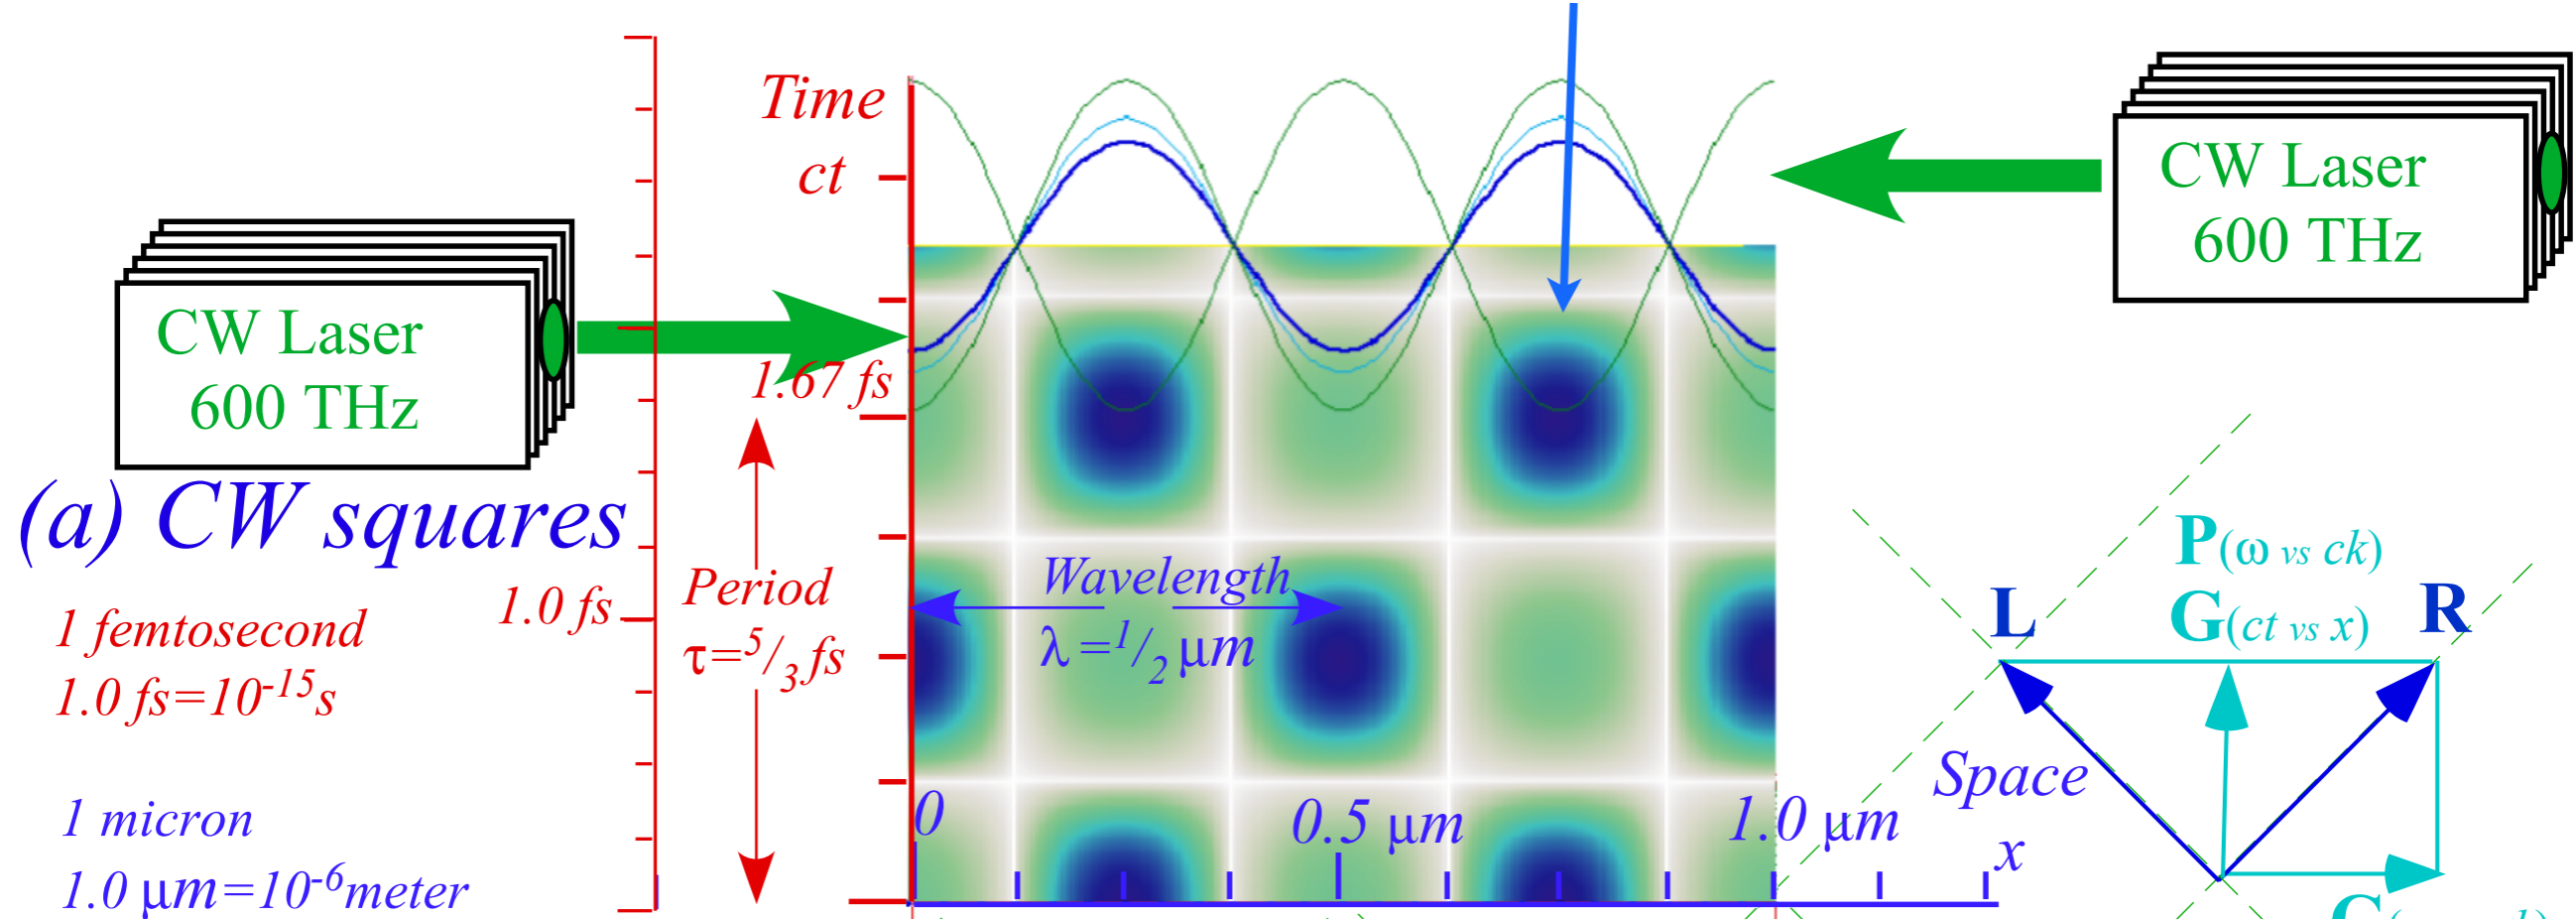 Time
ct
CW Laser
600 THz
CW Laser
600 THz
1.67 fs
(a) CW squares
1 femtosecond
1.0 fs=10⁻¹⁵s
1 micron
1.0 μm=10⁻⁶meter
1.0 fs
Period
τ=⁵/₃fs
Wavelength
λ=¹/₂μm
0
0.5 μm
1.0 μm
Space
x
P(ω vs ck)
G(ct vs x)
L
R